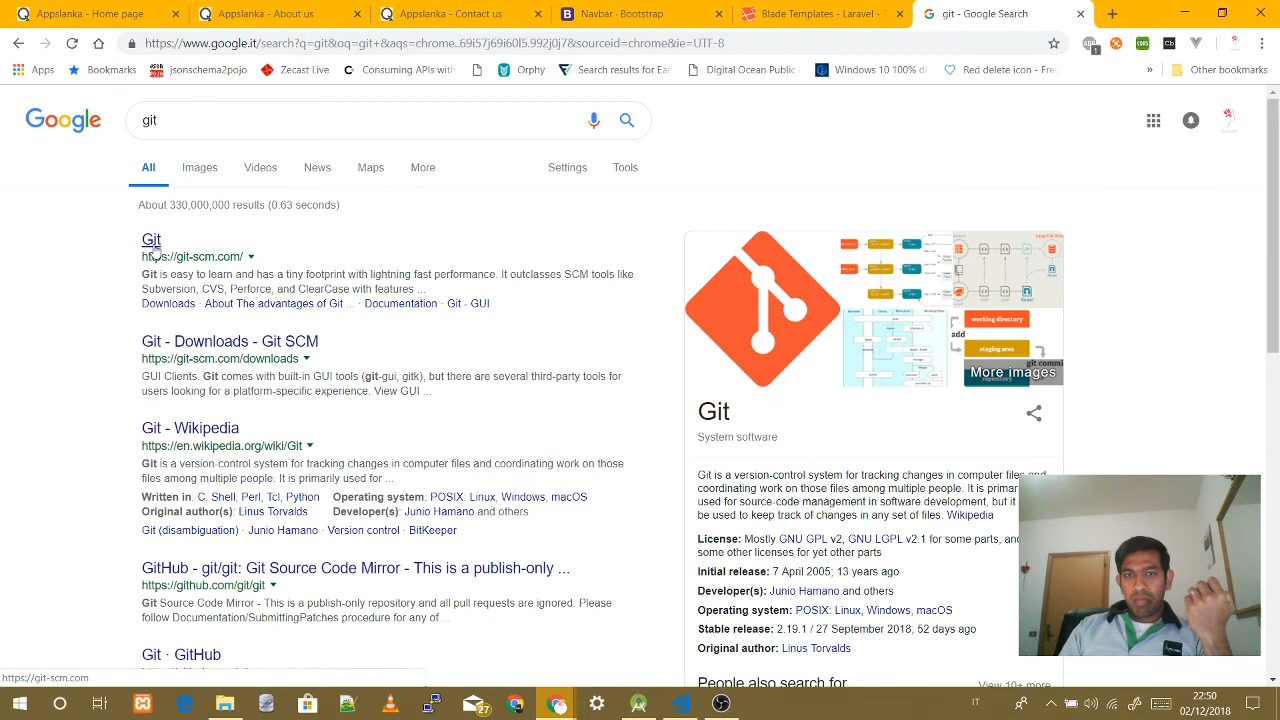 Appslanka - Home
Appslanka - About us
Appslanka - Contact us
Navbar · Bootstrap
Blade Templates - Laravel - T
git - Google Search
https://www.google.it/search?q=git&oq=git+&aqs=chrome..69i57j69i60l5.992j0j7&sourceid=chrome&ie=UTF-8
Apps
Bookmarks
jsonschema2pojo
Zecast Live
Conforming APIs with
Orphy
Search results for Ear
Digital Ocean Public I
Windows 10 100% di
Red delete icon - Fre
Other bookmarks
Google
git
All
Images
Videos
News
Maps
More
Settings
Tools
About 330,000,000 results (0.63 seconds)
Git
https://git-scm.com/
Git is easy to learn and has a tiny footprint with lightning fast performance. It outclasses SCM tools like
Subversion, CVS, Perforce, and ClearCase with features ...
Downloads · The advantages of Git ... · Documentation · Git - GUI
Git - Downloads - Git SCM
https://git-scm.com/downloads
GUI Clients. Git comes with built-in GUI tools (git-gui, gitk), but there are several third-party tools for
users looking for a platform-specific experience. View GUI ...
Git - Wikipedia
https://en.wikipedia.org/wiki/Git
Git is a version-control system for tracking changes in computer files and coordinating work on those
files among multiple people. It is primarily used for ...
Written in: C, Shell, Perl, Tcl, Python
Operating system: POSIX: Linux, Windows, macOS
Original author(s): Linus Torvalds
Developer(s): Junio Hamano and others
Git (disambiguation) · Junio Hamano · Version control · BitKeeper
GitHub - git/git: Git Source Code Mirror - This is a publish-only ...
https://github.com/git/git
Git Source Code Mirror - This is a publish-only repository and all pull requests are ignored. Please
follow Documentation/SubmittingPatches procedure for any of ...
Git · GitHub
https://git-scm.com
working directory
add
staging area
git commi
repository
More images
Git
System software
Git is a version-control system for tracking changes in computer files and
coordinating work on those files among multiple people. It is prima
used for source-code management in software development, but it
be used to keep track of changes in any set of files. Wikipedia
License: Mostly GNU GPL v2, GNU LGPL v2.1 for some parts, an
some other licenses for yet other parts
Initial release: 7 April 2005; 13 years ago
Developer(s): Junio Hamano and others
Operating system: POSIX: Linux, Windows, macOS
Stable release: 2.19.1 / 27 September 2018, 52 days ago
Original author: Linus Torvalds
People also search for
View 10+ more
27
IT
22:50
02/12/2018